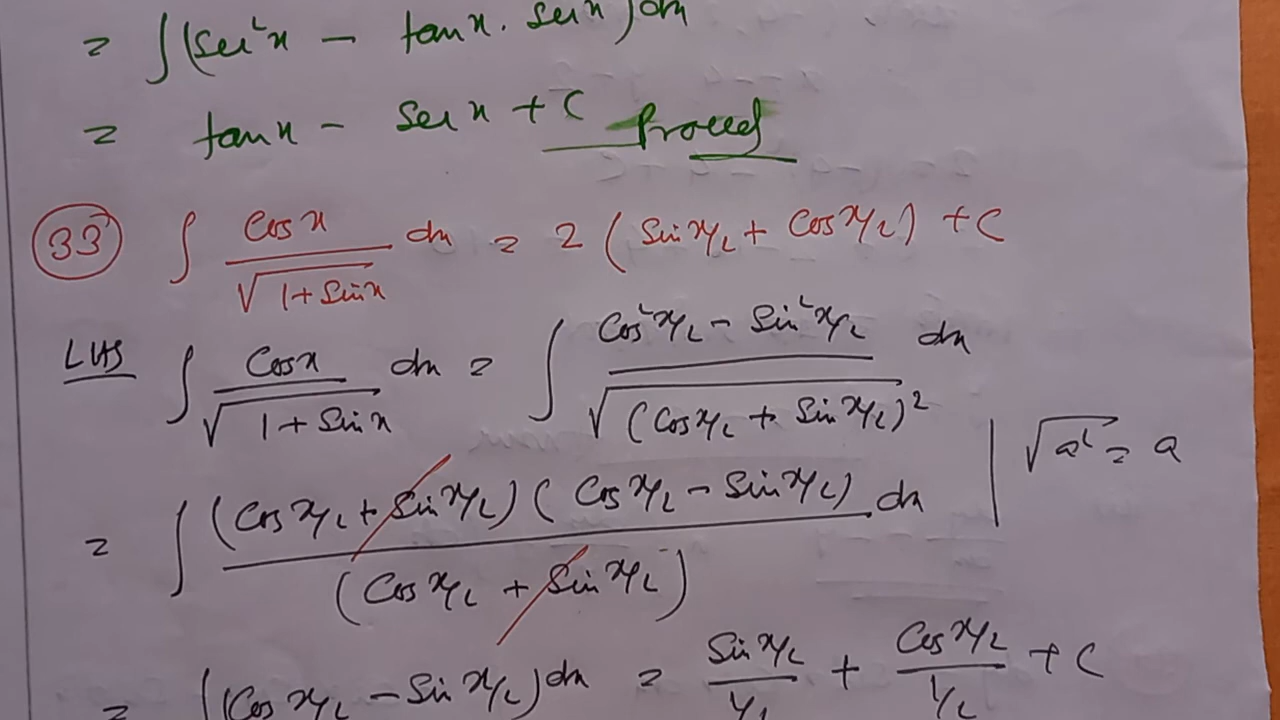 = ∫(sec²x − tanx. secx)dx
= tanx − secx + C Proved
(33) ∫ Cosx / √(1+Sinx) dx = 2 (Sin x/2 + Cos x/2) + C
LHS ∫ Cosx / √(1+Sinx) dx = ∫ (Cos² x/2 − Sin² x/2) / √((Cos x/2 + Sin x/2)²) dx
= ∫ (Cos x/2 + Sin x/2) (Cos x/2 − Sin x/2) / (Cos x/2 + Sin x/2) dx | √a² = a
= ∫(Cos x/2 − Sin x/2)dx = Sin x/2 / 1/2 + Cos x/2 / 1/2 + C